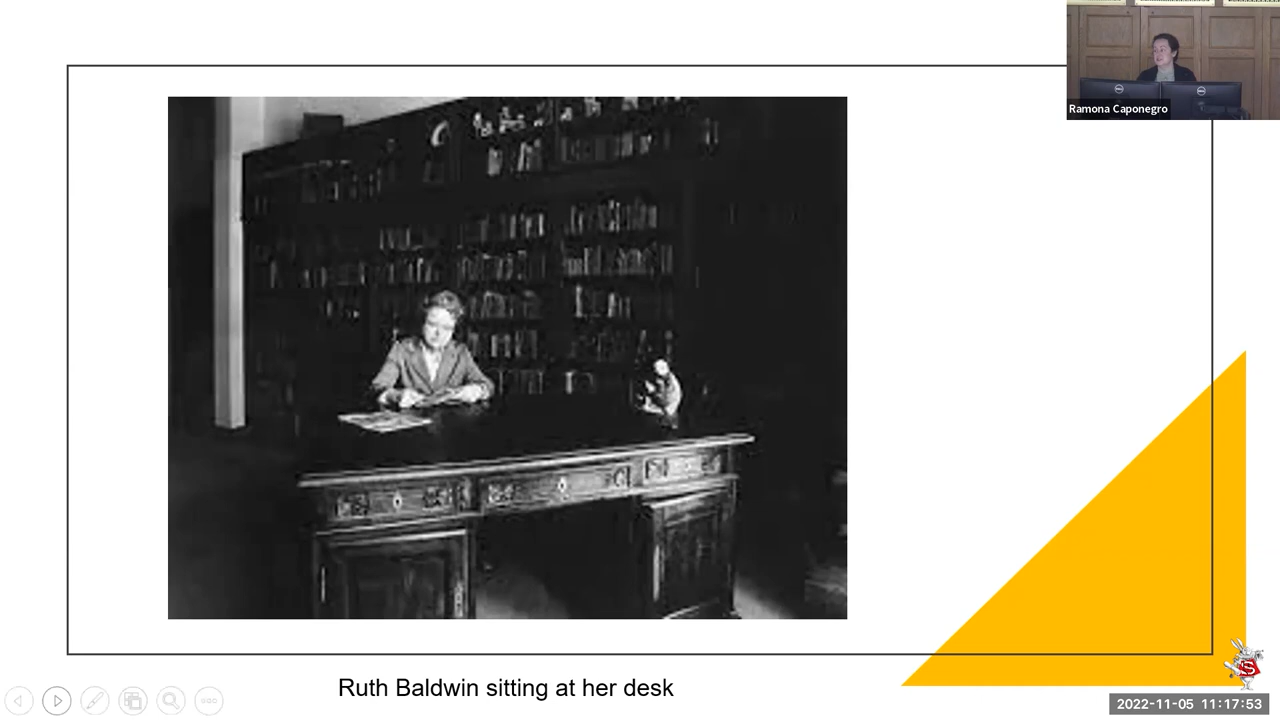 Ramona Caponegro
Ruth Baldwin sitting at her desk
2022-11-05 11:17:53